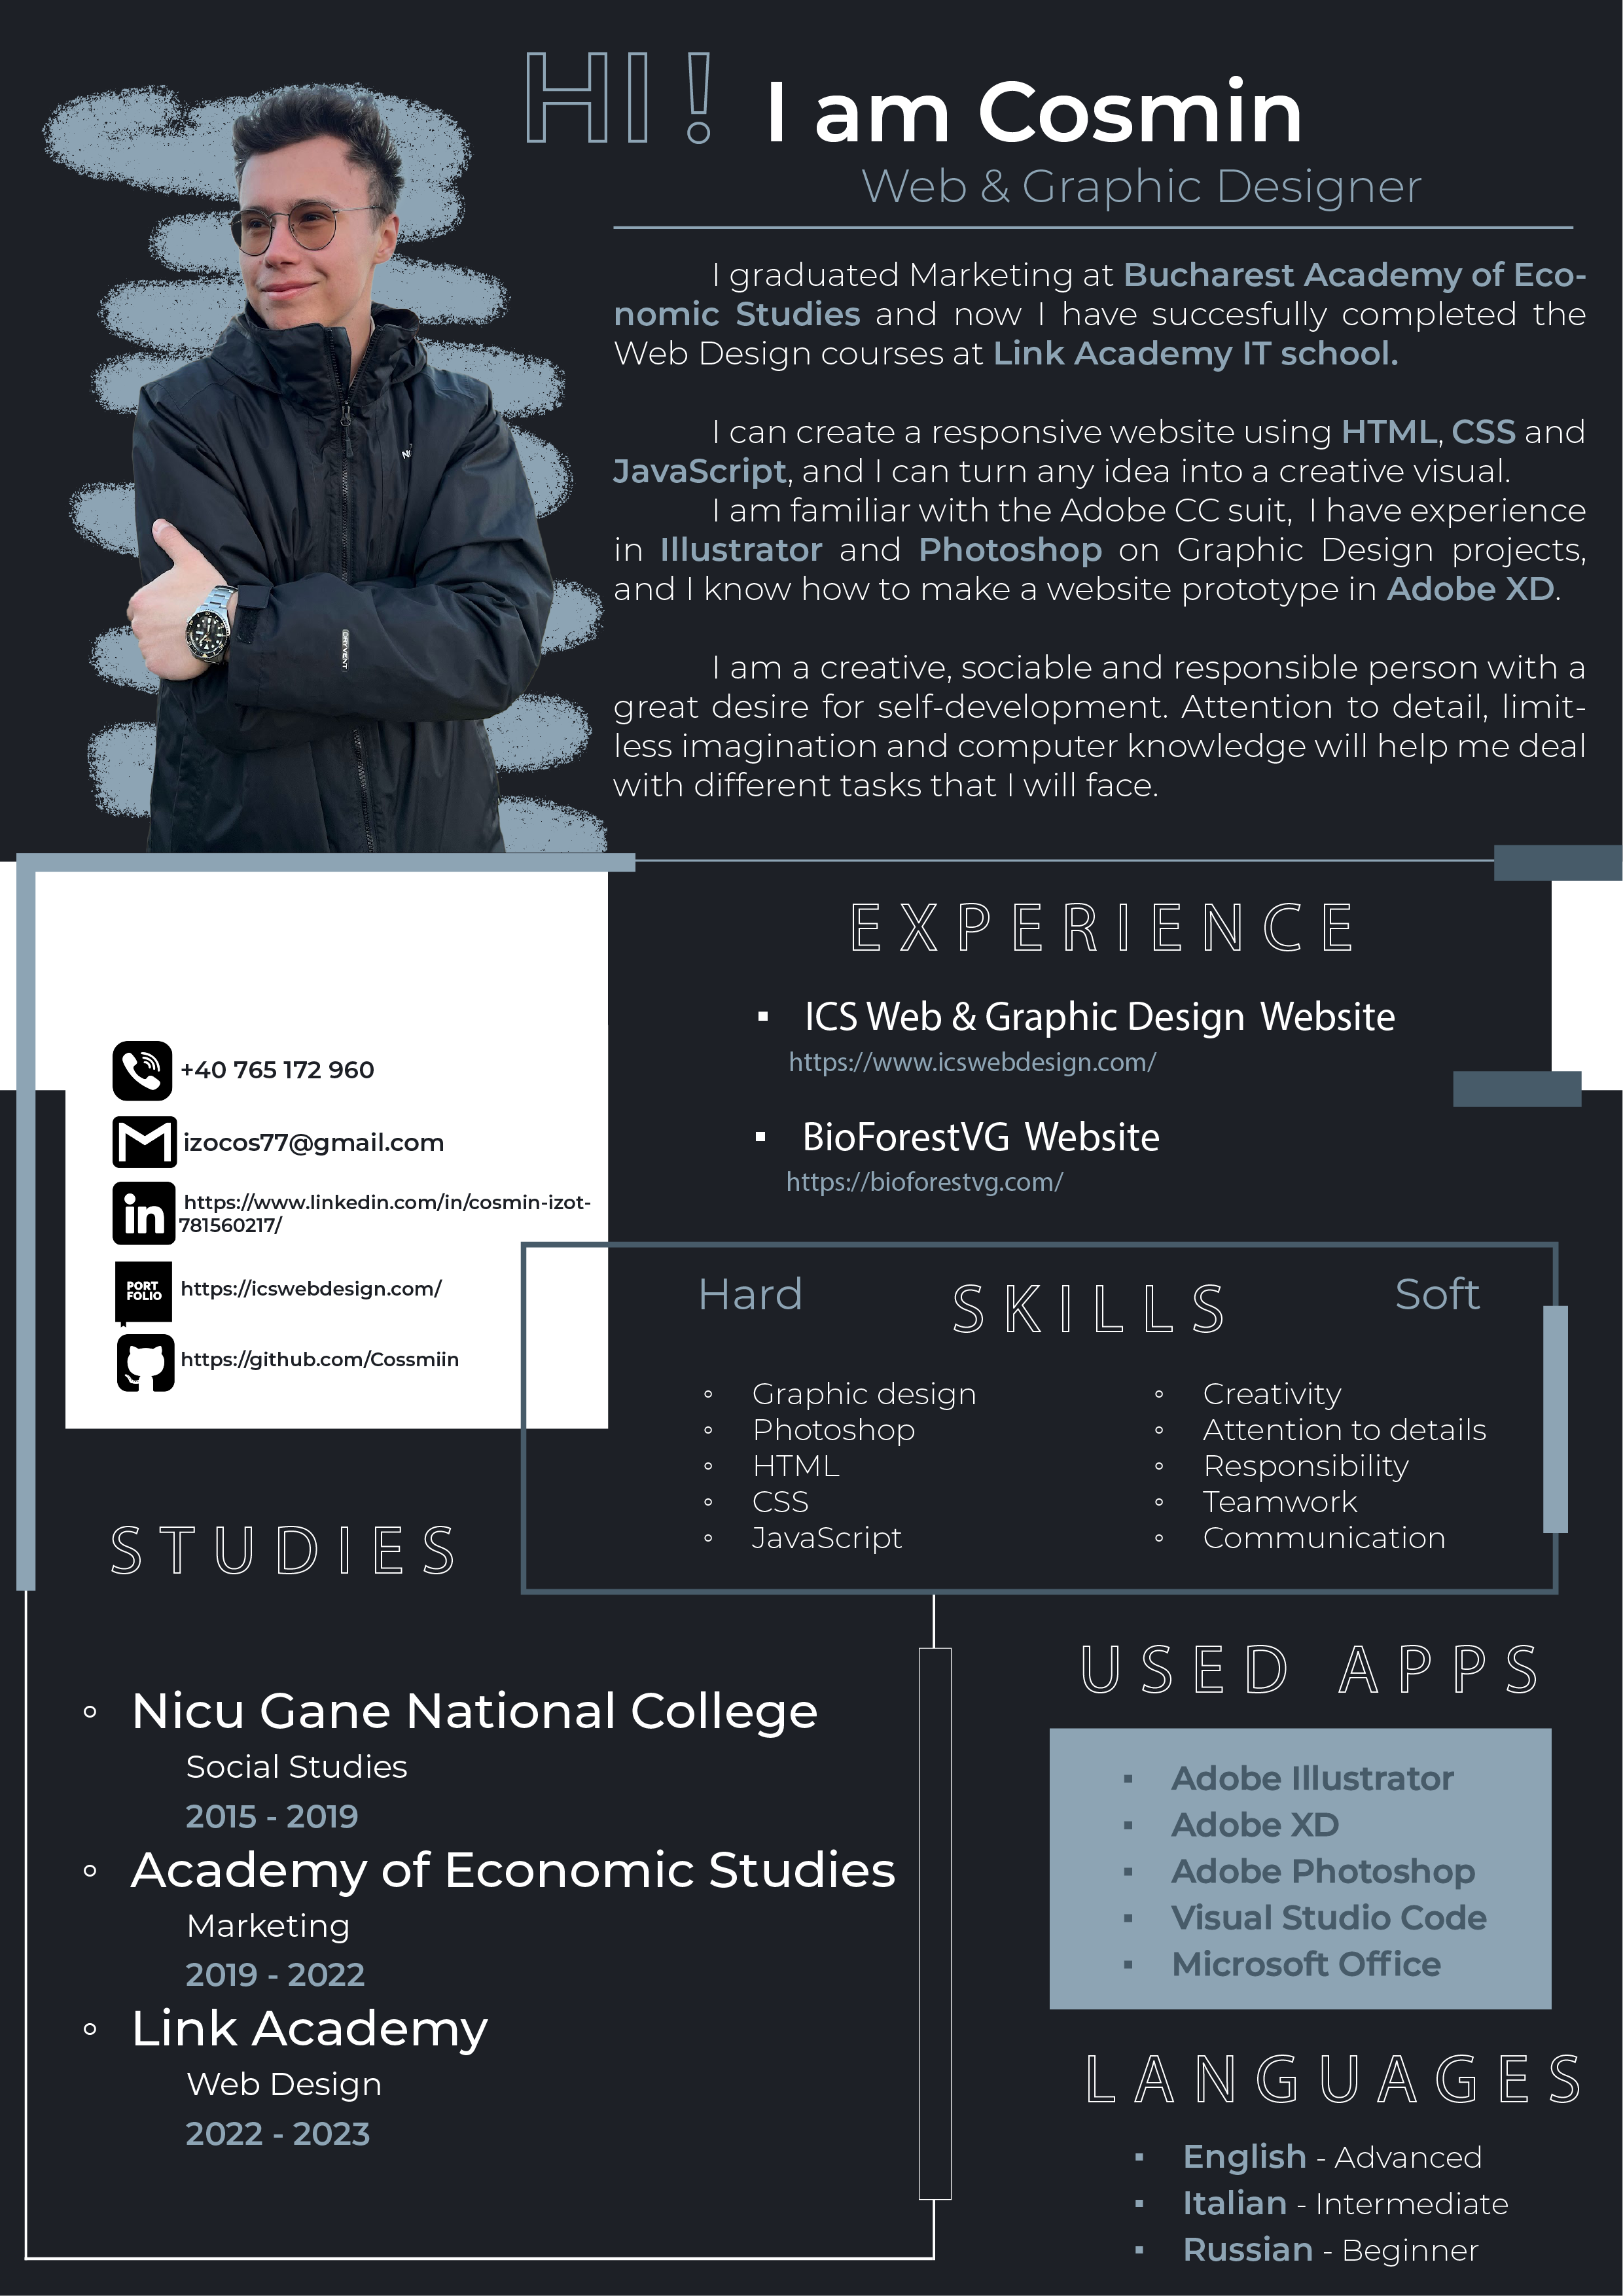 HI !
I am Cosmin
Web & Graphic Designer
I graduated Marketing at Bucharest Academy of Eco-
nomic Studies and now I have succesfully completed the
Web Design courses at Link Academy IT school.
I can create a responsive website using HTML, CSS and
JavaScript, and I can turn any idea into a creative visual.
I am familiar with the Adobe CC suit, I have experience
in Illustrator and Photoshop on Graphic Design projects,
and I know how to make a website prototype in Adobe XD.
I am a creative, sociable and responsible person with a
great desire for self-development. Attention to detail, limit-
less imagination and computer knowledge will help me deal
with different tasks that I will face.
+40 765 172 960
izocos77@gmail.com
in
https://www.linkedin.com/in/cosmin-izot-
781560217/
PORT
FOLIO
https://icswebdesign.com/
https://github.com/Cossmiin
EXPERIENCE
▪ ICS Web & Graphic Design Website
https://www.icswebdesign.com/
▪ BioForestVG Website
https://bioforestvg.com/
SKILLS
Hard
◦ Graphic design
◦ Photoshop
◦ HTML
◦ CSS
◦ JavaScript
Soft
◦ Creativity
◦ Attention to details
◦ Responsibility
◦ Teamwork
◦ Communication
STUDIES
◦ Nicu Gane National College
Social Studies
2015 - 2019
◦ Academy of Economic Studies
Marketing
2019 - 2022
◦ Link Academy
Web Design
2022 - 2023
USED APPS
▪ Adobe Illustrator
▪ Adobe XD
▪ Adobe Photoshop
▪ Visual Studio Code
▪ Microsoft Office
LANGUAGES
▪ English - Advanced
▪ Italian - Intermediate
▪ Russian - Beginner